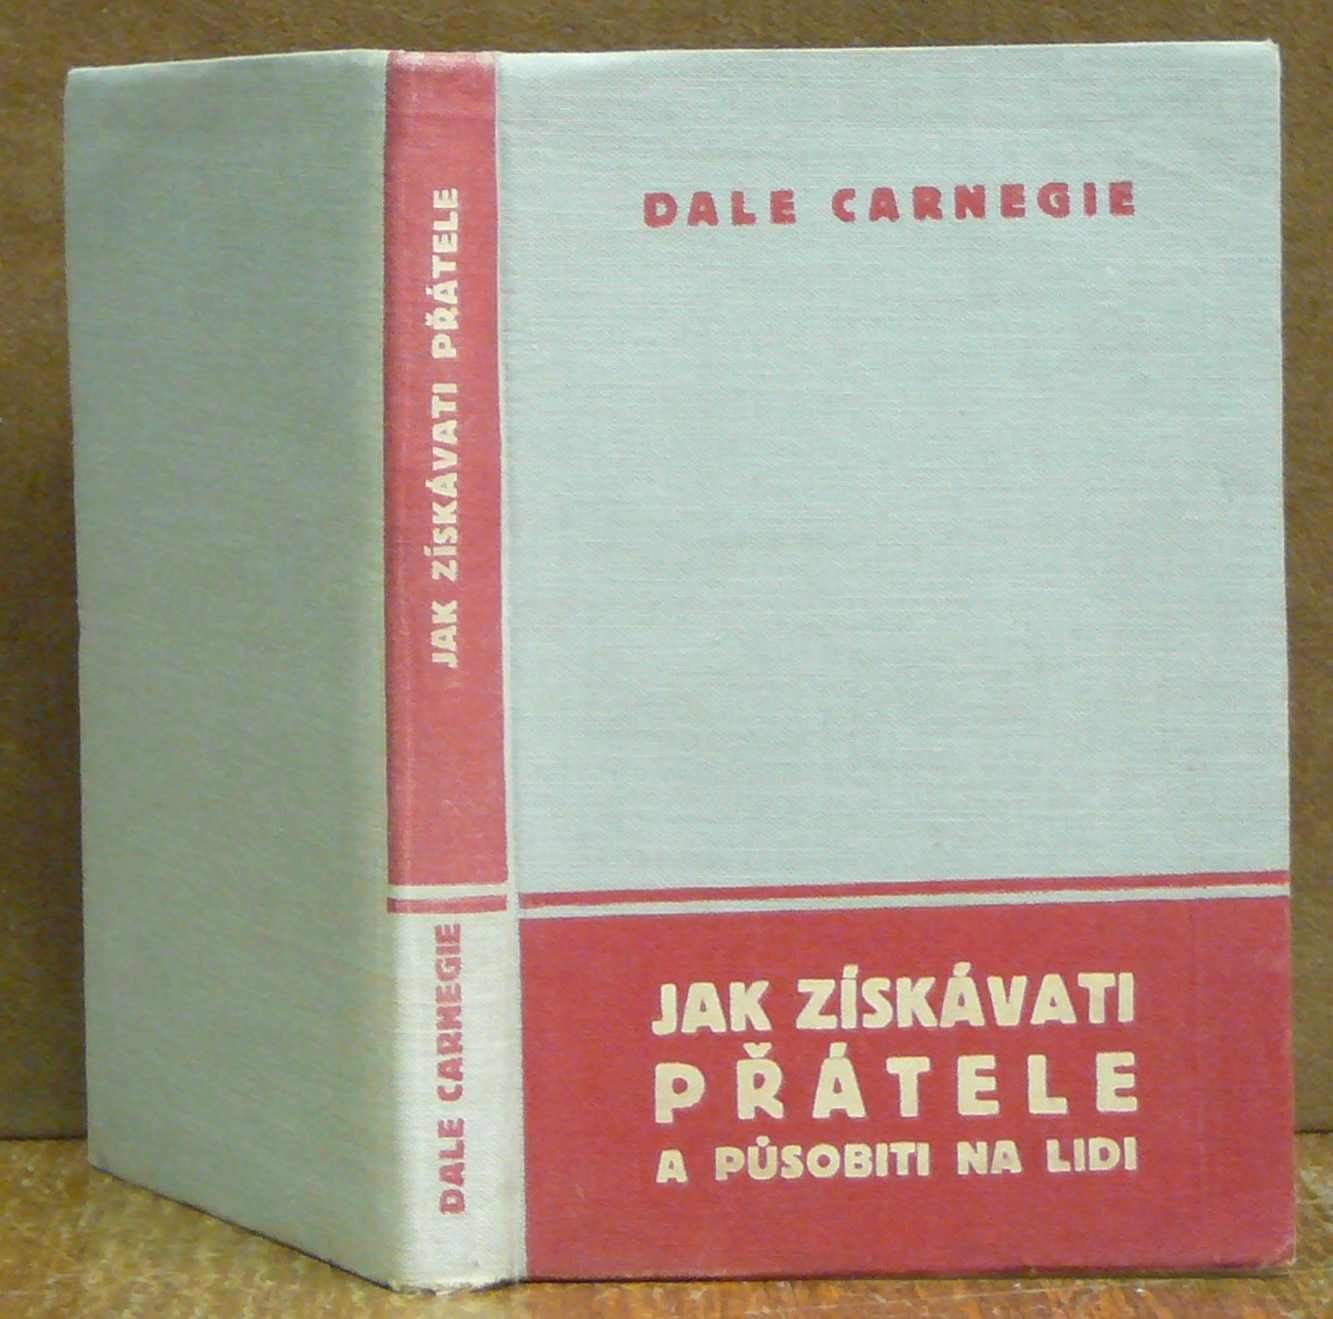 JAK ZÍSKÁVATI PŘÁTELE
DALE CARNEGIE
DALE CARNEGIE
JAK ZÍSKÁVATI
PŘÁTELE
A PŮSOBITI NA LIDI